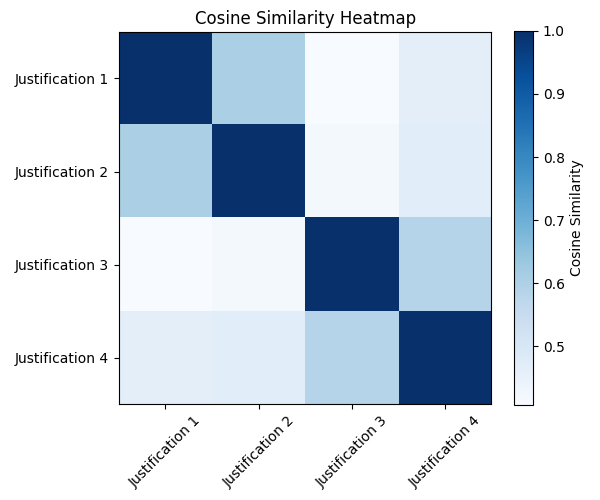 Cosine Similarity Heatmap
Justification 1
Justification 2
Justification 3
Justification 4
Justification 1
Justification 2
Justification 3
Justification 4
1.0
0.9
0.8
0.7
0.6
0.5
Cosine Similarity